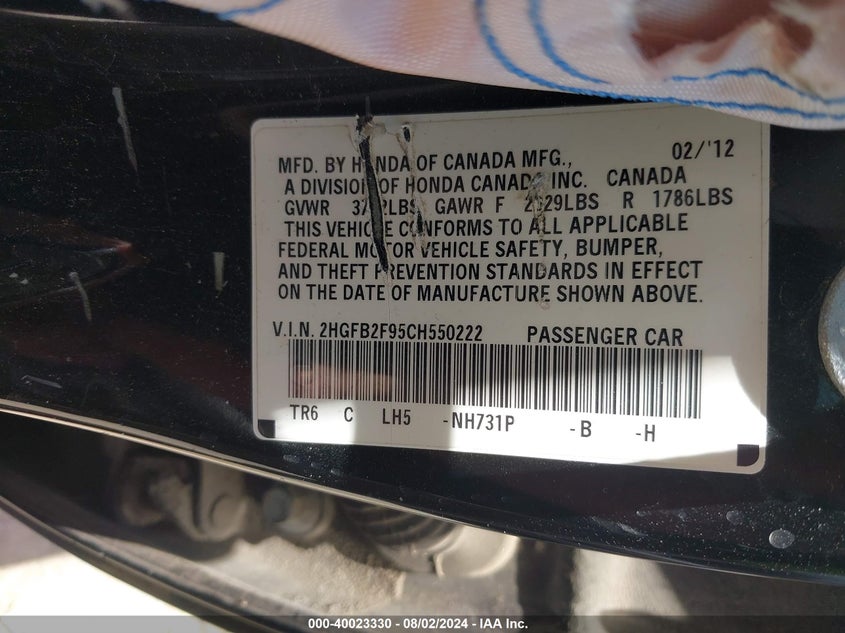 02/'12
MFD. BY HONDA OF CANADA MFG.,
A DIVISION OF HONDA CANADA INC. CANADA
GVWR GAWR F R 1786LBS
THIS VEHICLE CONFORMS TO ALL APPLICABLE
FEDERAL MOTOR VEHICLE SAFETY, BUMPER,
AND THEFT PREVENTION STANDARDS IN EFFECT
ON THE DATE OF MANUFACTURE SHOWN ABOVE.
V.I.N. 2HGFB2F95CH550222 PASSENGER CAR
TR6 C LH5 -NH731P -B -H
000-40023330 - 08/02/2024 - IAA Inc.